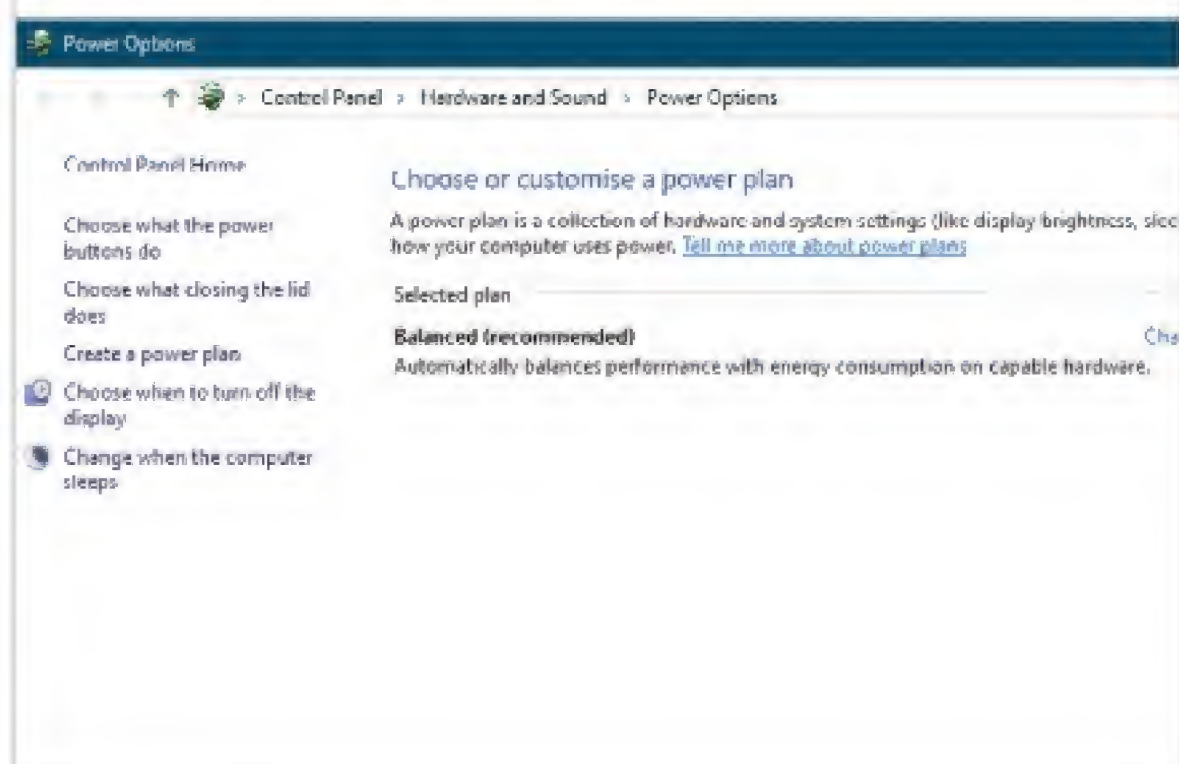 Power Options
Control Panel > Hardware and Sound > Power Options
Control Panel Home
Choose what the power
buttons do
Choose what closing the lid
does
Create a power plan
Choose when to turn off the
display
Change when the computer
sleeps
Choose or customise a power plan
A power plan is a collection of hardware and system settings (like display brightness, slee
how your computer uses power. Tell me more about power plans
Selected plan
Balanced (recommended)
Cha
Automatically balances performance with energy consumption on capable hardware.